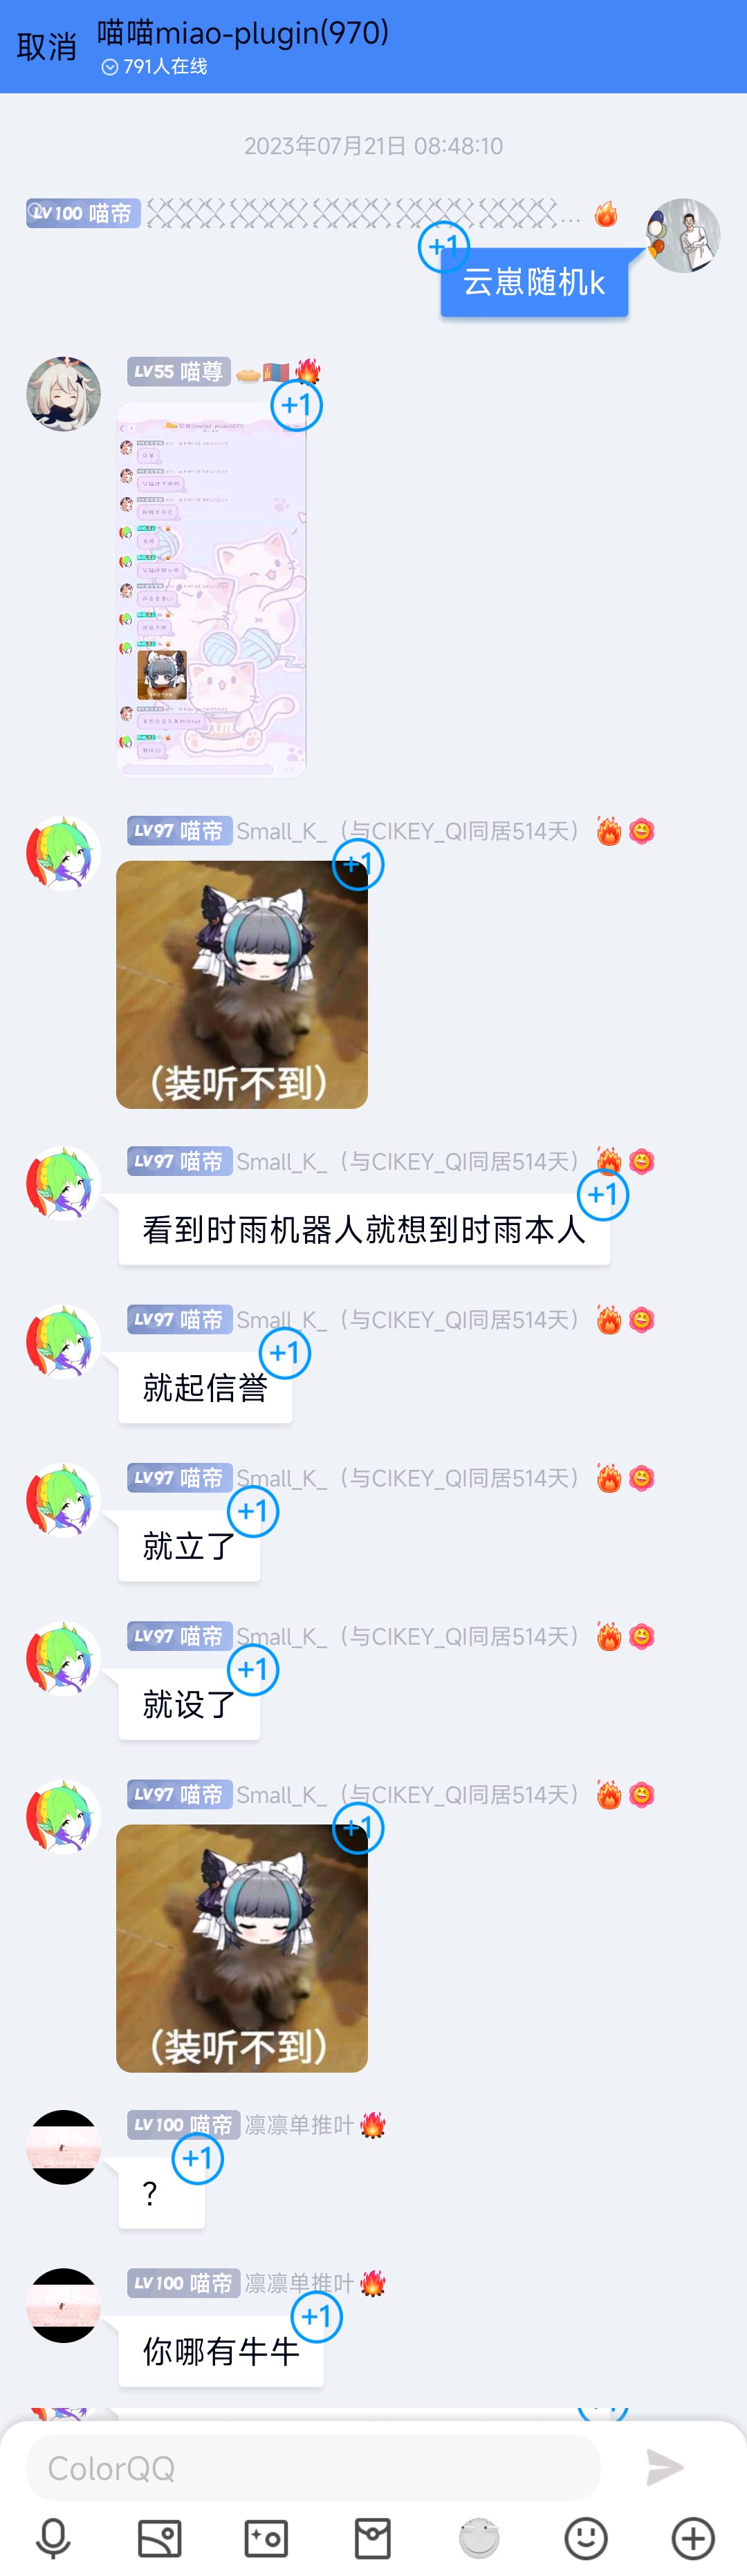 取消
喵喵miao-plugin(970)
791人在线
2023年07月21日 08:48:10
LV100 喵帝
...
+1
云崽随机k
LV55 喵尊
+1
LV97 喵帝 Small_K_（与CIKEY_QI同居514天）
+1
（装听不到）
LV97 喵帝 Small_K_（与CIKEY_QI同居514天）
+1
看到时雨机器人就想到时雨本人
LV97 喵帝 Small_K_（与CIKEY_QI同居514天）
+1
就起信誉
LV97 喵帝 Small_K_（与CIKEY_QI同居514天）
+1
就立了
LV97 喵帝 Small_K_（与CIKEY_QI同居514天）
+1
就设了
LV97 喵帝 Small_K_（与CIKEY_QI同居514天）
+1
（装听不到）
LV100 喵帝 凛凛单推叶
+1
？
LV100 喵帝 凛凛单推叶
+1
你哪有牛牛
ColorQQ